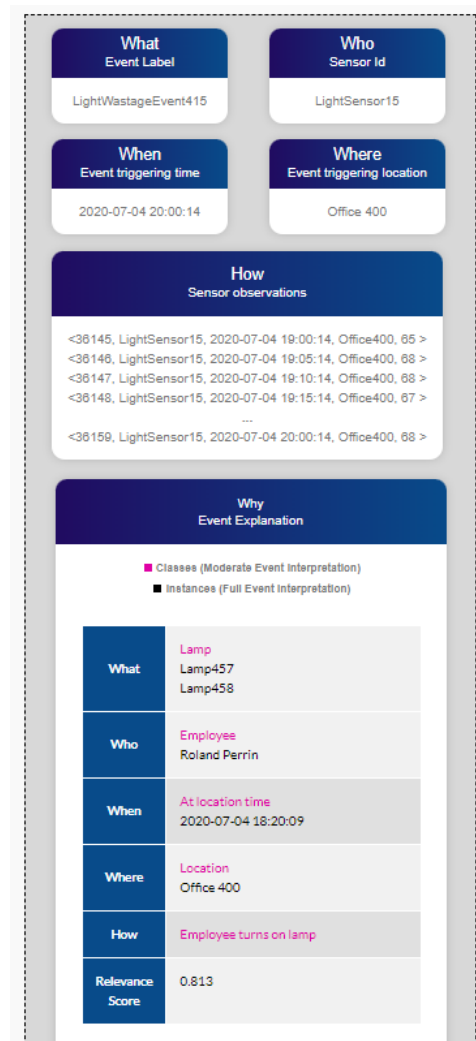 What
Event Label
LightWastageEvent415
Who
Sensor Id
LightSensor15
When
Event triggering time
2020-07-04 20:00:14
Where
Event triggering location
Office 400
How
Sensor observations
<36145, LightSensor15, 2020-07-04 19:00:14, Office400, 65 >
<36146, LightSensor15, 2020-07-04 19:05:14, Office400, 68 >
<36147, LightSensor15, 2020-07-04 19:10:14, Office400, 68 >
<36148, LightSensor15, 2020-07-04 19:15:14, Office400, 67 >
...
<36159, LightSensor15, 2020-07-04 20:00:14, Office400, 68 >
Why
Event Explanation
Classes (Moderate Event Interpretation)
Instances (Full Event Interpretation)
What
Lamp
Lamp457
Lamp458
Who
Employee
Roland Perrin
When
At location time
2020-07-04 18:20:09
Where
Location
Office 400
How
Employee turns on lamp
Relevance
Score
0.813